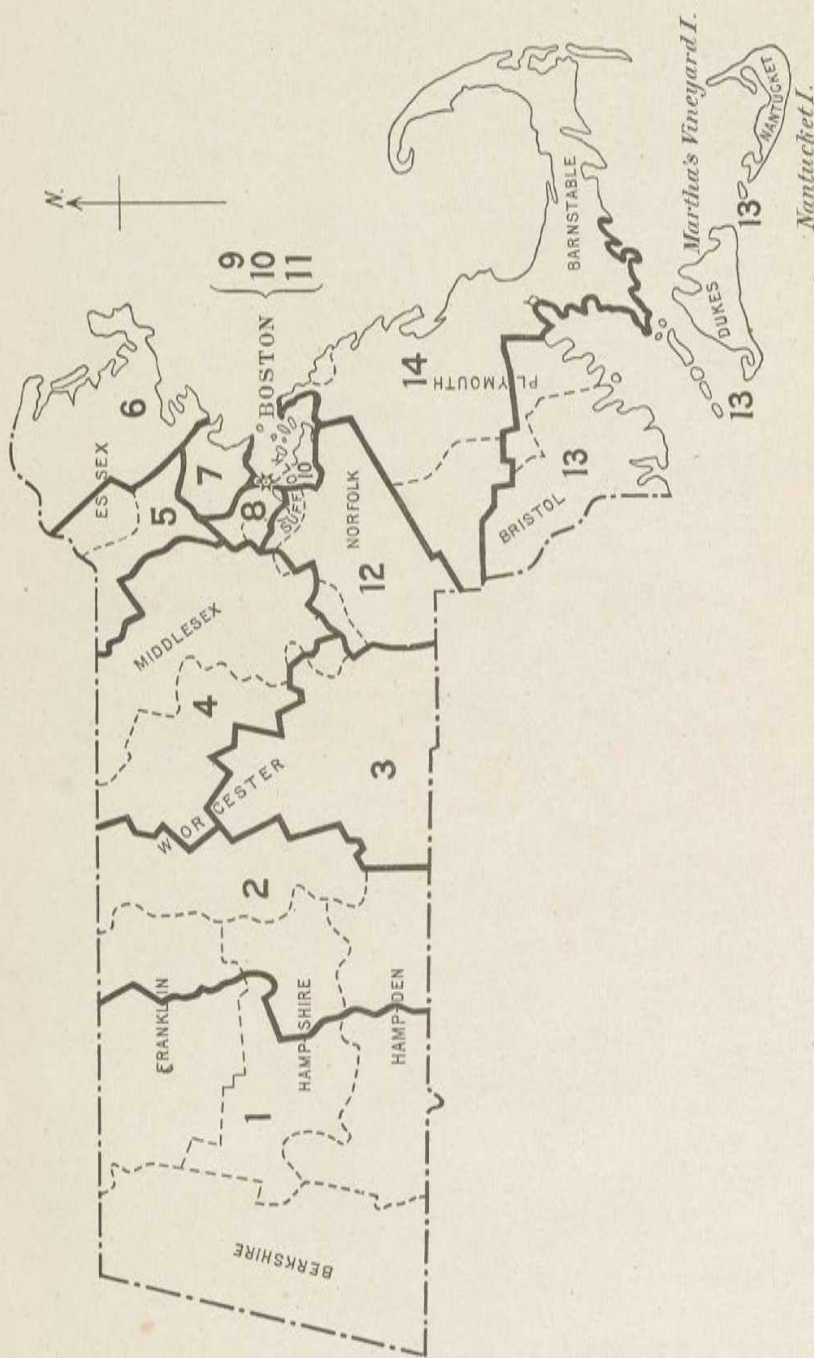 N.
ESSEX
6
5
7
BOSTON
9
10
11
8
SUFFOLK
10
MIDDLESEX
4
NORFOLK
12
14
PLYMOUTH
BARNSTABLE
WORCESTER
3
2
13
BRISTOL
FRANKLIN
HAMPSHIRE
HAMPDEN
1
BERKSHIRE
Martha's Vineyard I.
DUKES
13
13
NANTUCKET
Nantucket I.